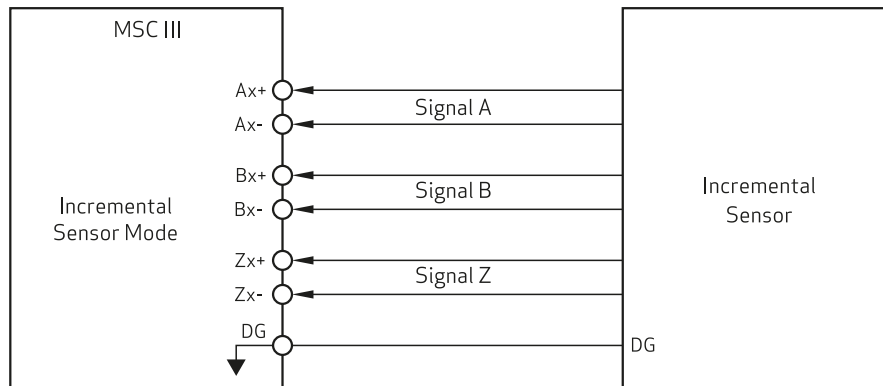 MSC III
Ax+
Signal A
Ax-
Bx+
Signal B
Bx-
Incremental
Sensor Mode
Incremental
Sensor
Zx+
Signal Z
Zx-
DG
DG